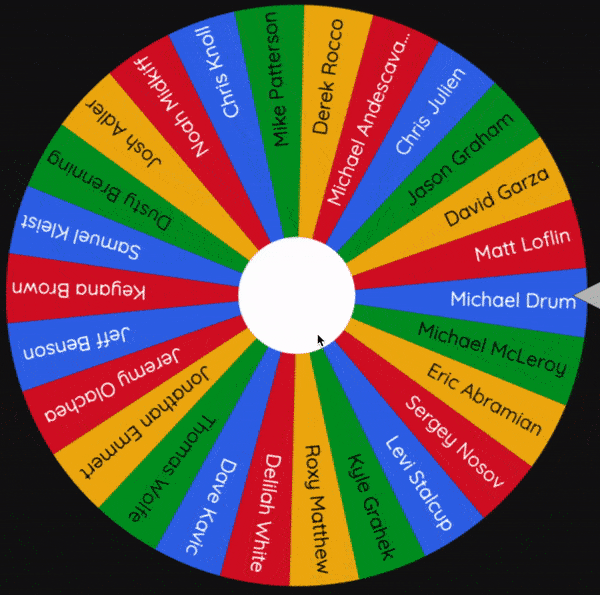 Mike Patterson
Derek Rocco
Michael Andescava...
Chris Julien
Jason Graham
David Garza
Matt Loflin
Michael Drum
Michael McLeroy
Eric Abramian
Sergey Nosov
Levi Stalcup
Kyle Grahek
Roxy Matthew
Delilah White
Dave Kavic
Thomas Wolfe
Jonathan Emmert
Jeremy Olachea
Jeff Benson
Keyana Brown
Samuel Kleist
Dusty Brenning
Josh Adler
Noah Midkiff
Chris Knoll